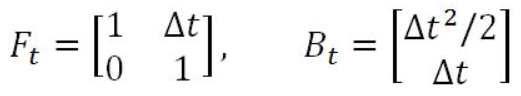 F_t = [1 Δt; 0 1], B_t = [Δt²/2; Δt]